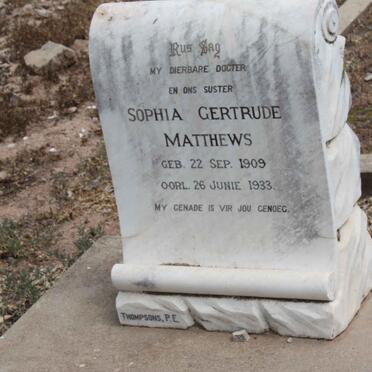 Rus Sag
MY DIERBARE DOGTER
EN ONS SUSTER
SOPHIA GERTRUDE
MATTHEWS
GEB. 22 SEP. 1909
OORL. 26 JUNIE 1933.
MY GENADE IS VIR JOU GENOEG.
THOMPSONS, P.E.